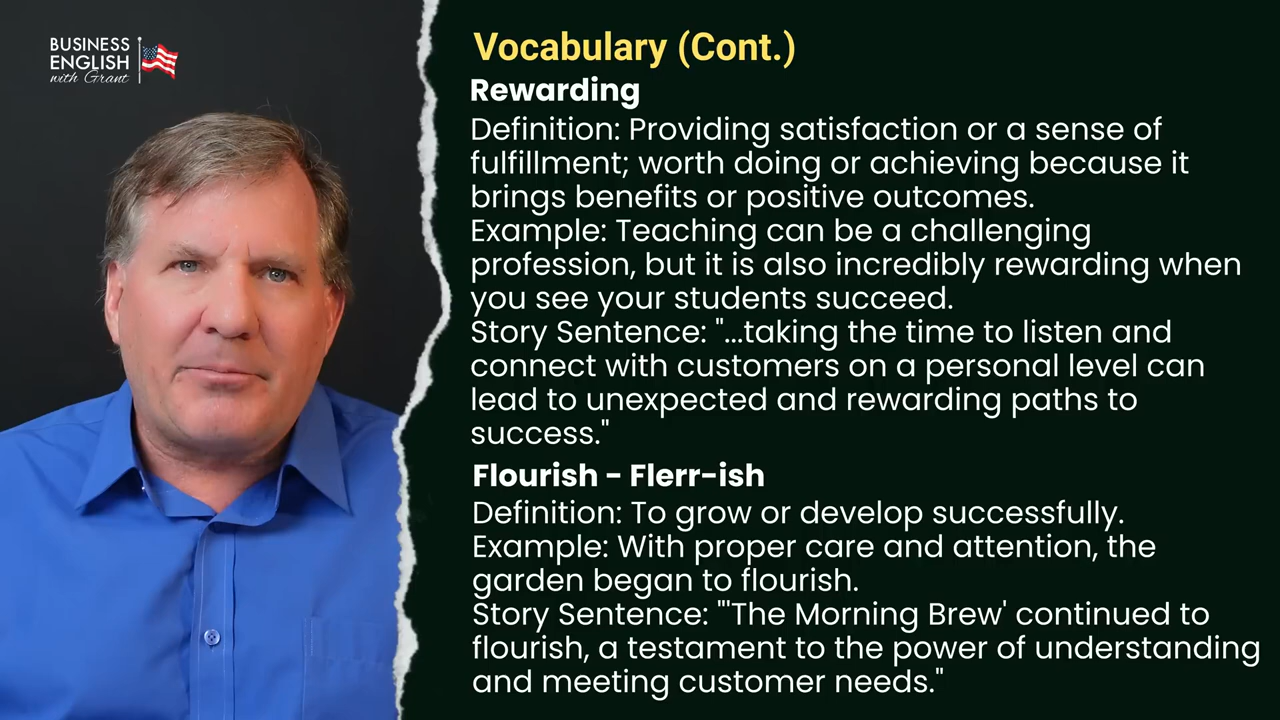 BUSINESS
ENGLISH
with Grant
Vocabulary (Cont.)
Rewarding
Definition: Providing satisfaction or a sense of
fulfillment; worth doing or achieving because it
brings benefits or positive outcomes.
Example: Teaching can be a challenging
profession, but it is also incredibly rewarding when
you see your students succeed.
Story Sentence: "...taking the time to listen and
connect with customers on a personal level can
lead to unexpected and rewarding paths to
success."
Flourish - Flerr-ish
Definition: To grow or develop successfully.
Example: With proper care and attention, the
garden began to flourish.
Story Sentence: "'The Morning Brew' continued to
flourish, a testament to the power of understanding
and meeting customer needs."